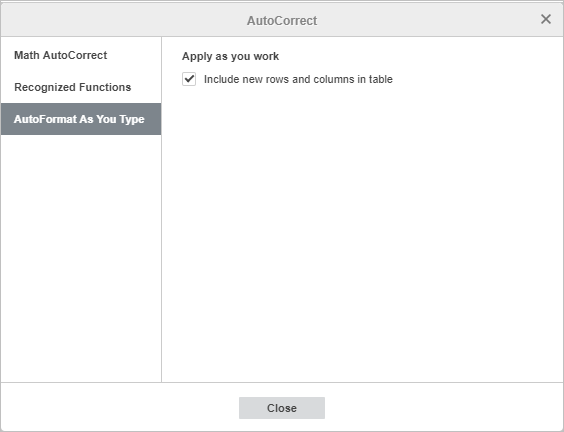 AutoCorrect
Math AutoCorrect
Recognized Functions
AutoFormat As You Type
Apply as you work
Include new rows and columns in table
Close